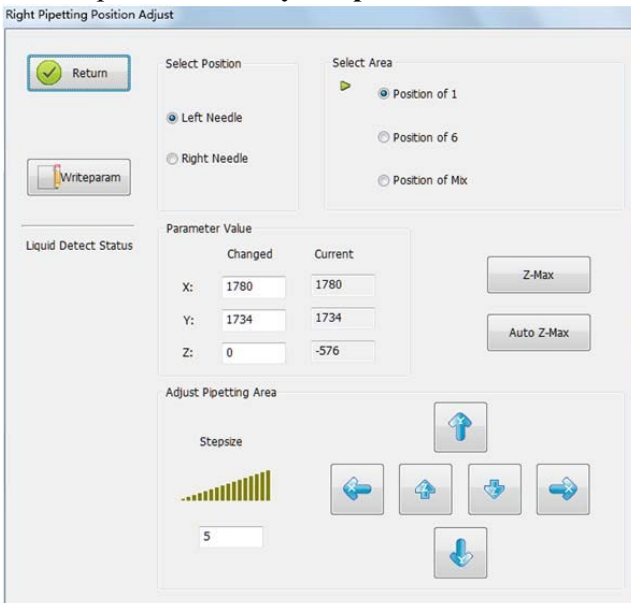 Right Pipetting Position Adjust
Return
Writeparam
Liquid Detect Status
Select Position
Left Needle
Right Needle
Select Area
Position of 1
Position of 6
Position of Mix
Parameter Value
Changed Current
X: 1780 1780
Y: 1734 1734
Z: 0 -576
Z-Max
Auto Z-Max
Adjust Pipetting Area
Stepsize
5
Y
X Z Z X
Y